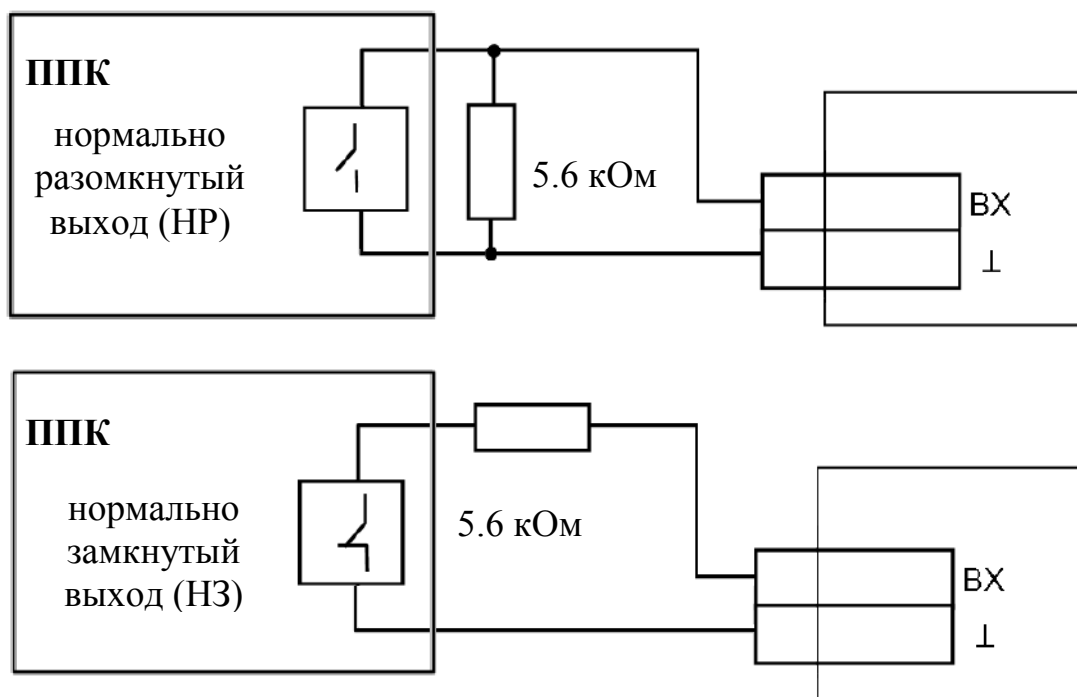 ППК
нормально
разомкнутый
выход (НР)
5.6 кОм
ВХ
⊥
ППК
нормально
замкнутый
выход (НЗ)
5.6 кОм
ВХ
⊥